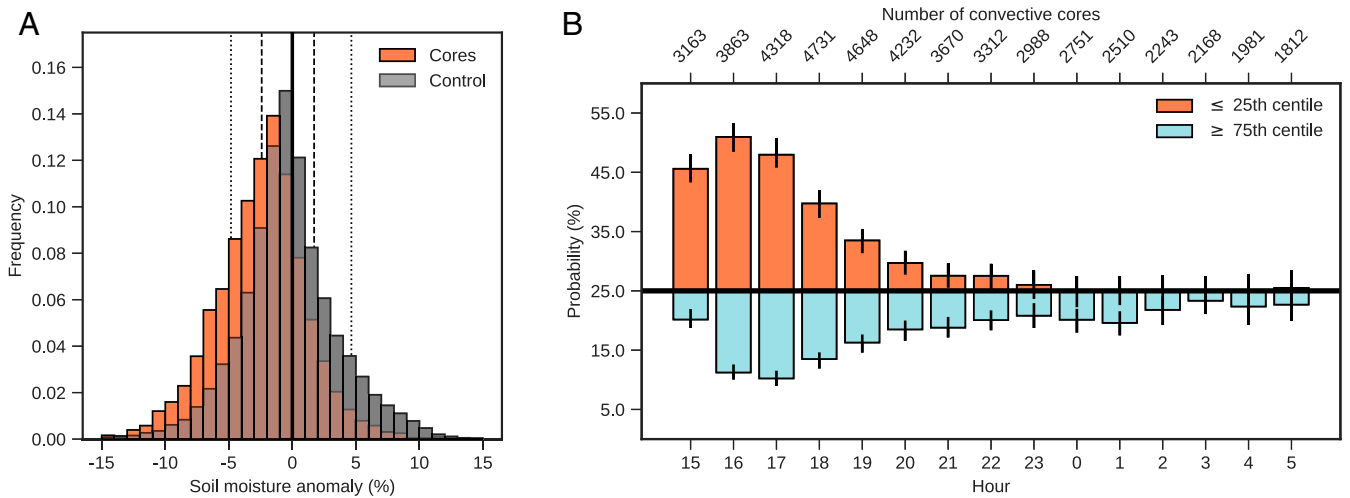 A
Cores
Control
0.16
0.14
0.12
0.10
0.08
0.06
0.04
0.02
0.00
Frequency
-15 -10 -5 0 5 10 15
Soil moisture anomaly (%)
B
Number of convective cores
3163 3863 4318 4731 4648 4232 3670 3312 2988 2751 2510 2243 2168 1981 1812
≤ 25th centile
≥ 75th centile
55.0
45.0
35.0
25.0
15.0
5.0
Probability (%)
15 16 17 18 19 20 21 22 23 0 1 2 3 4 5
Hour